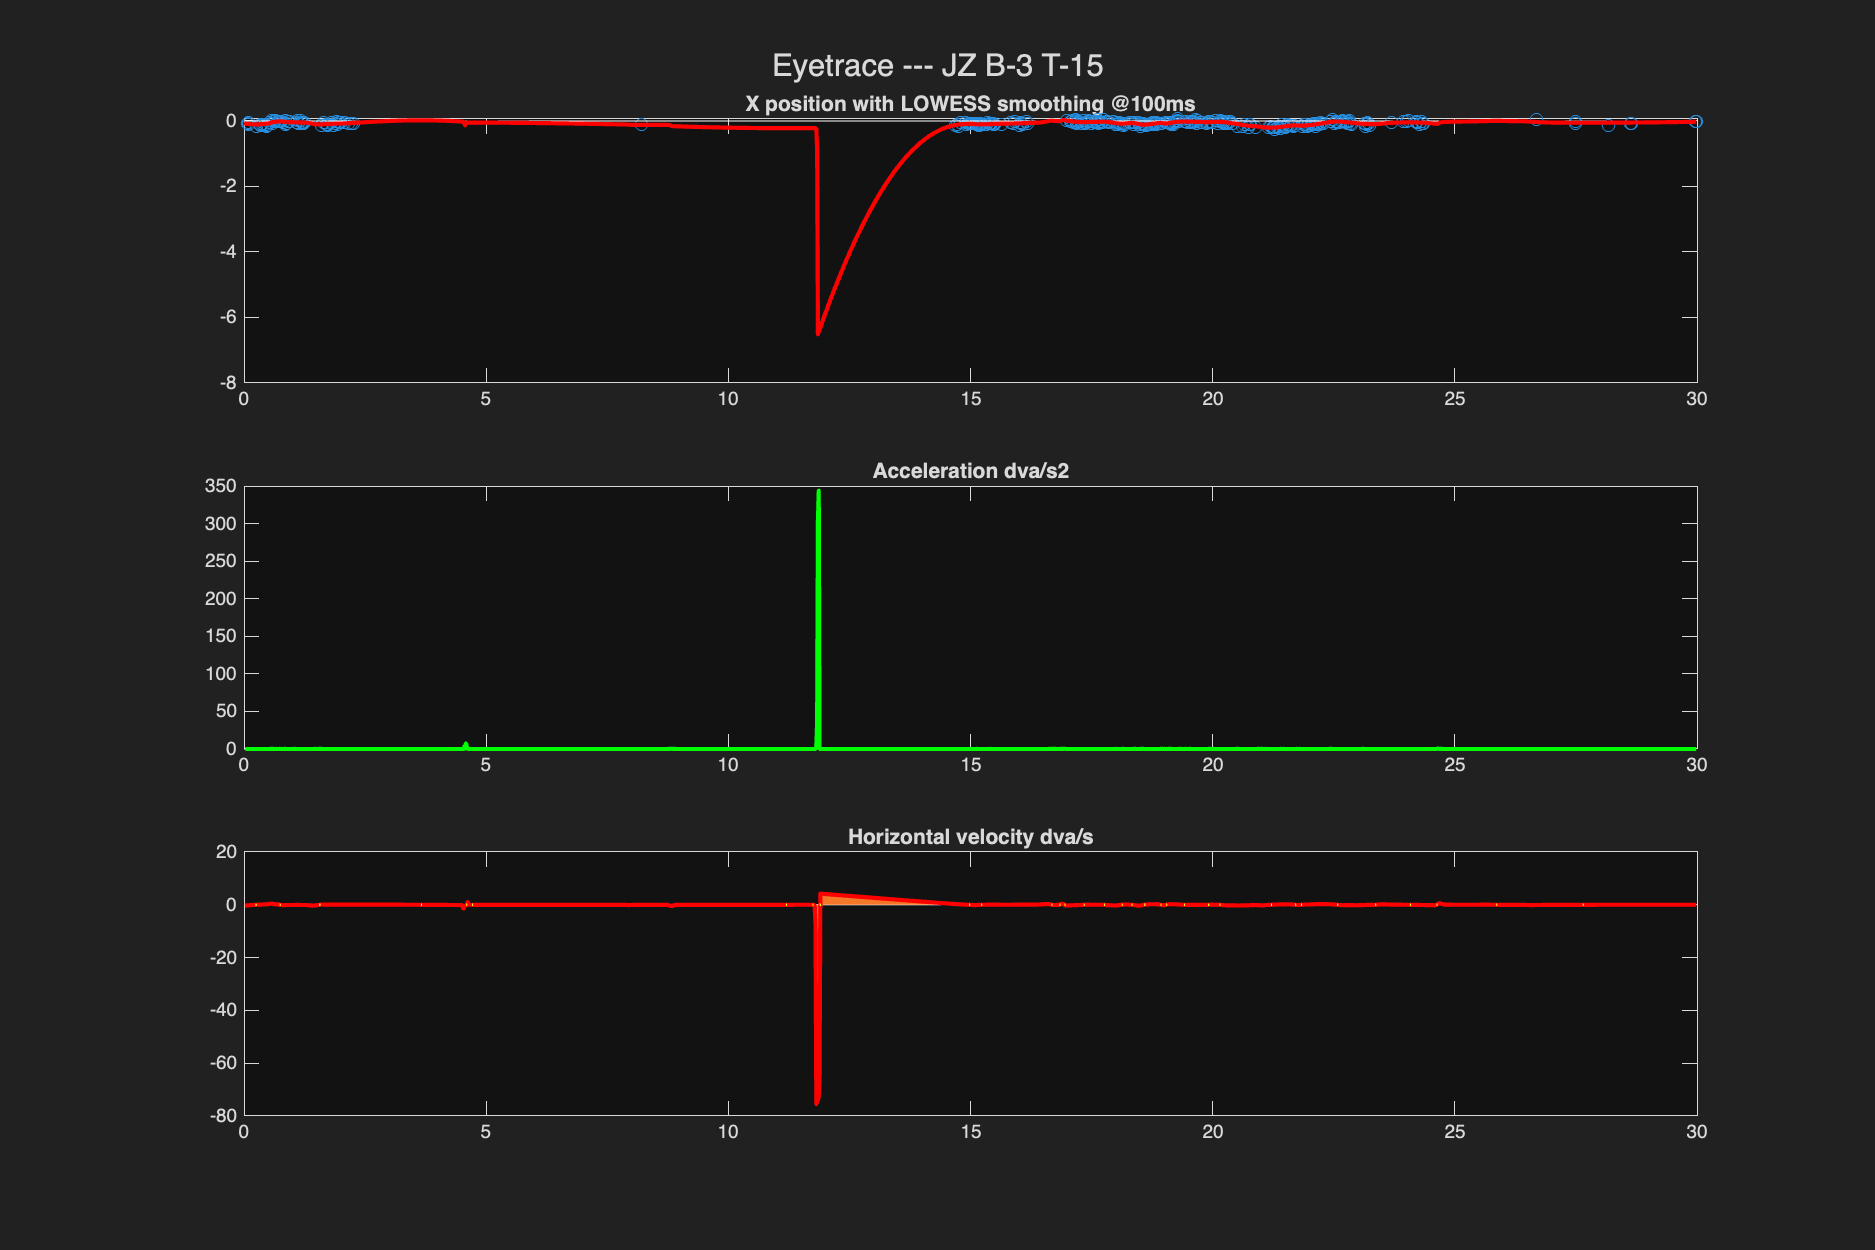 Eyetrace --- JZ B-3 T-15
X position with LOWESS smoothing @100ms
0
-2
-4
-6
-8
0 5 10 15 20 25 30
Acceleration dva/s2
350
300
250
200
150
100
50
0
0 5 10 15 20 25 30
Horizontal velocity dva/s
20
0
-20
-40
-60
-80
0 5 10 15 20 25 30